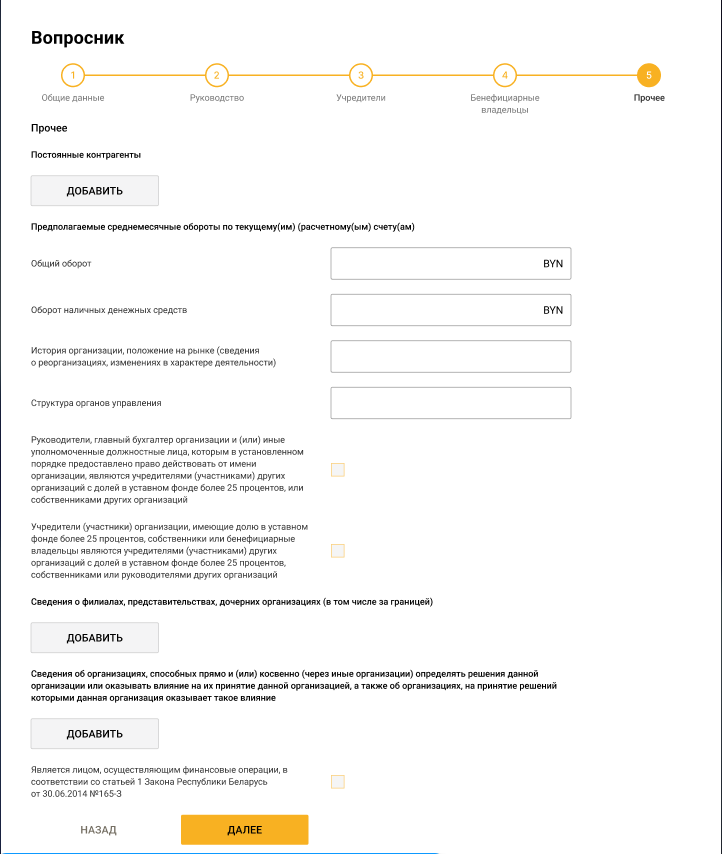 Вопросник
1 2 3 4 5
Общие данные Руководство Учредители Бенефициарные Прочее
владельцы
Прочее
Постоянные контрагенты
ДОБАВИТЬ
Предполагаемые среднемесячные обороты по текущему(им) (расчетному(ым) счету(ам)
Общий оборот BYN
Оборот наличных денежных средств BYN
История организации, положение на рынке (сведения
о реорганизациях, изменениях в характере деятельности)
Структура органов управления
Руководители, главный бухгалтер организации и (или) иные
уполномоченные должностные лица, которым в установленном
порядке предоставлено право действовать от имени
организации, являются учредителями (участниками) других
организаций с долей в уставном фонде более 25 процентов, или
собственниками других организаций
Учредители (участники) организации, имеющие долю в уставном
фонде более 25 процентов, собственники или бенефициарные
владельцы являются учредителями (участниками) других
организаций с долей в уставном фонде более 25 процентов,
собственниками или руководителями других организаций
Сведения о филиалах, представительствах, дочерних организациях (в том числе за границей)
ДОБАВИТЬ
Сведения об организациях, способных прямо и (или) косвенно (через иные организации) определять решения данной
организации или оказывать влияние на их принятие данной организацией, а также об организациях, на принятие решений
которыми данная организация оказывает такое влияние
ДОБАВИТЬ
Является лицом, осуществляющим финансовые операции, в
соответствии со статьей 1 Закона Республики Беларусь
от 30.06.2014 №165-З
НАЗАД ДАЛЕЕ